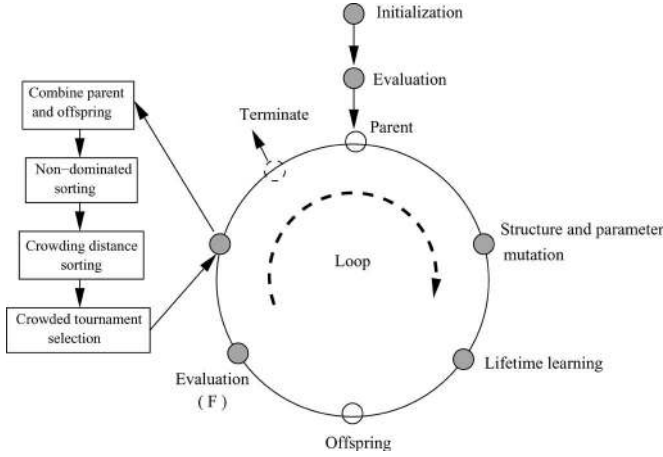 Initialization
Evaluation
Parent
Terminate
Combine parent
and offspring
Non-dominated
sorting
Crowding distance
sorting
Crowded tournament
selection
Structure and parameter
mutation
Loop
Lifetime learning
Evaluation
( F )
Offspring